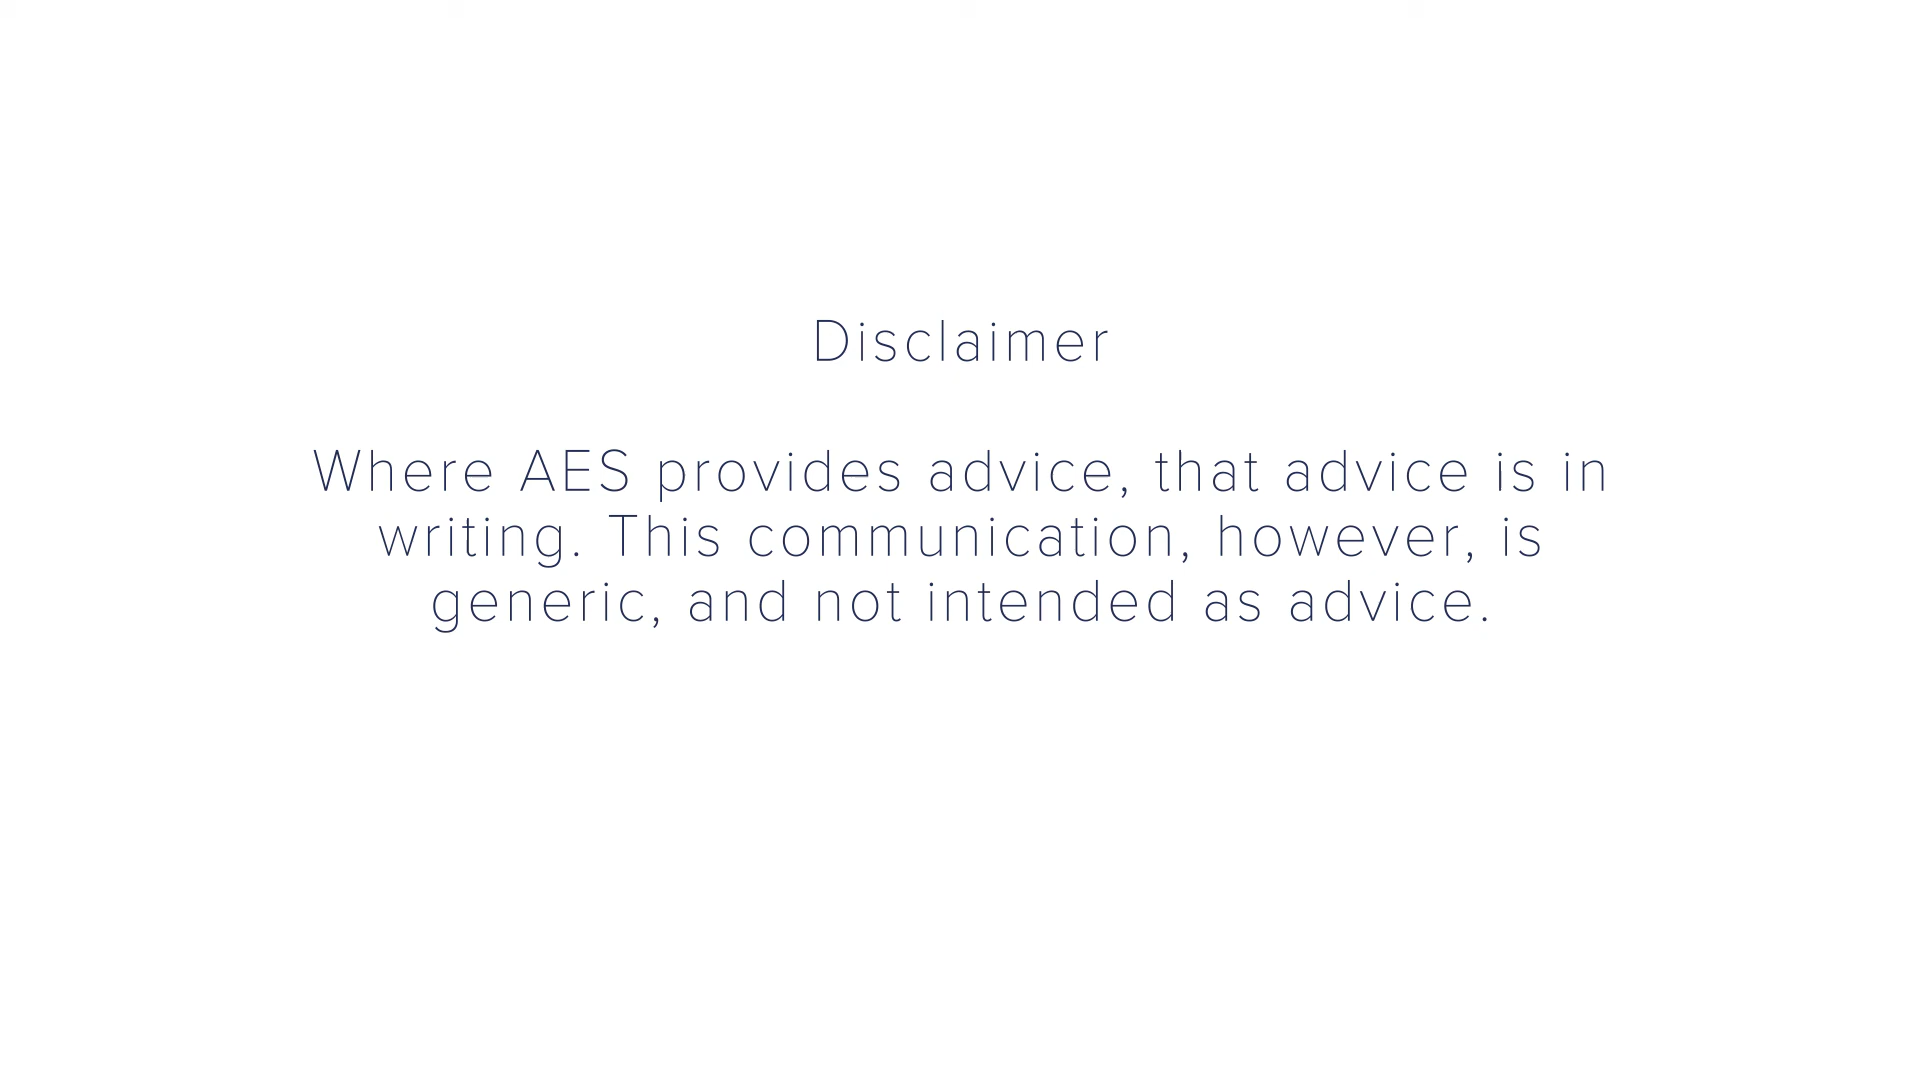 Disclaimer
Where AES provides advice, that advice is in
writing. This communication, however, is
generic, and not intended as advice.